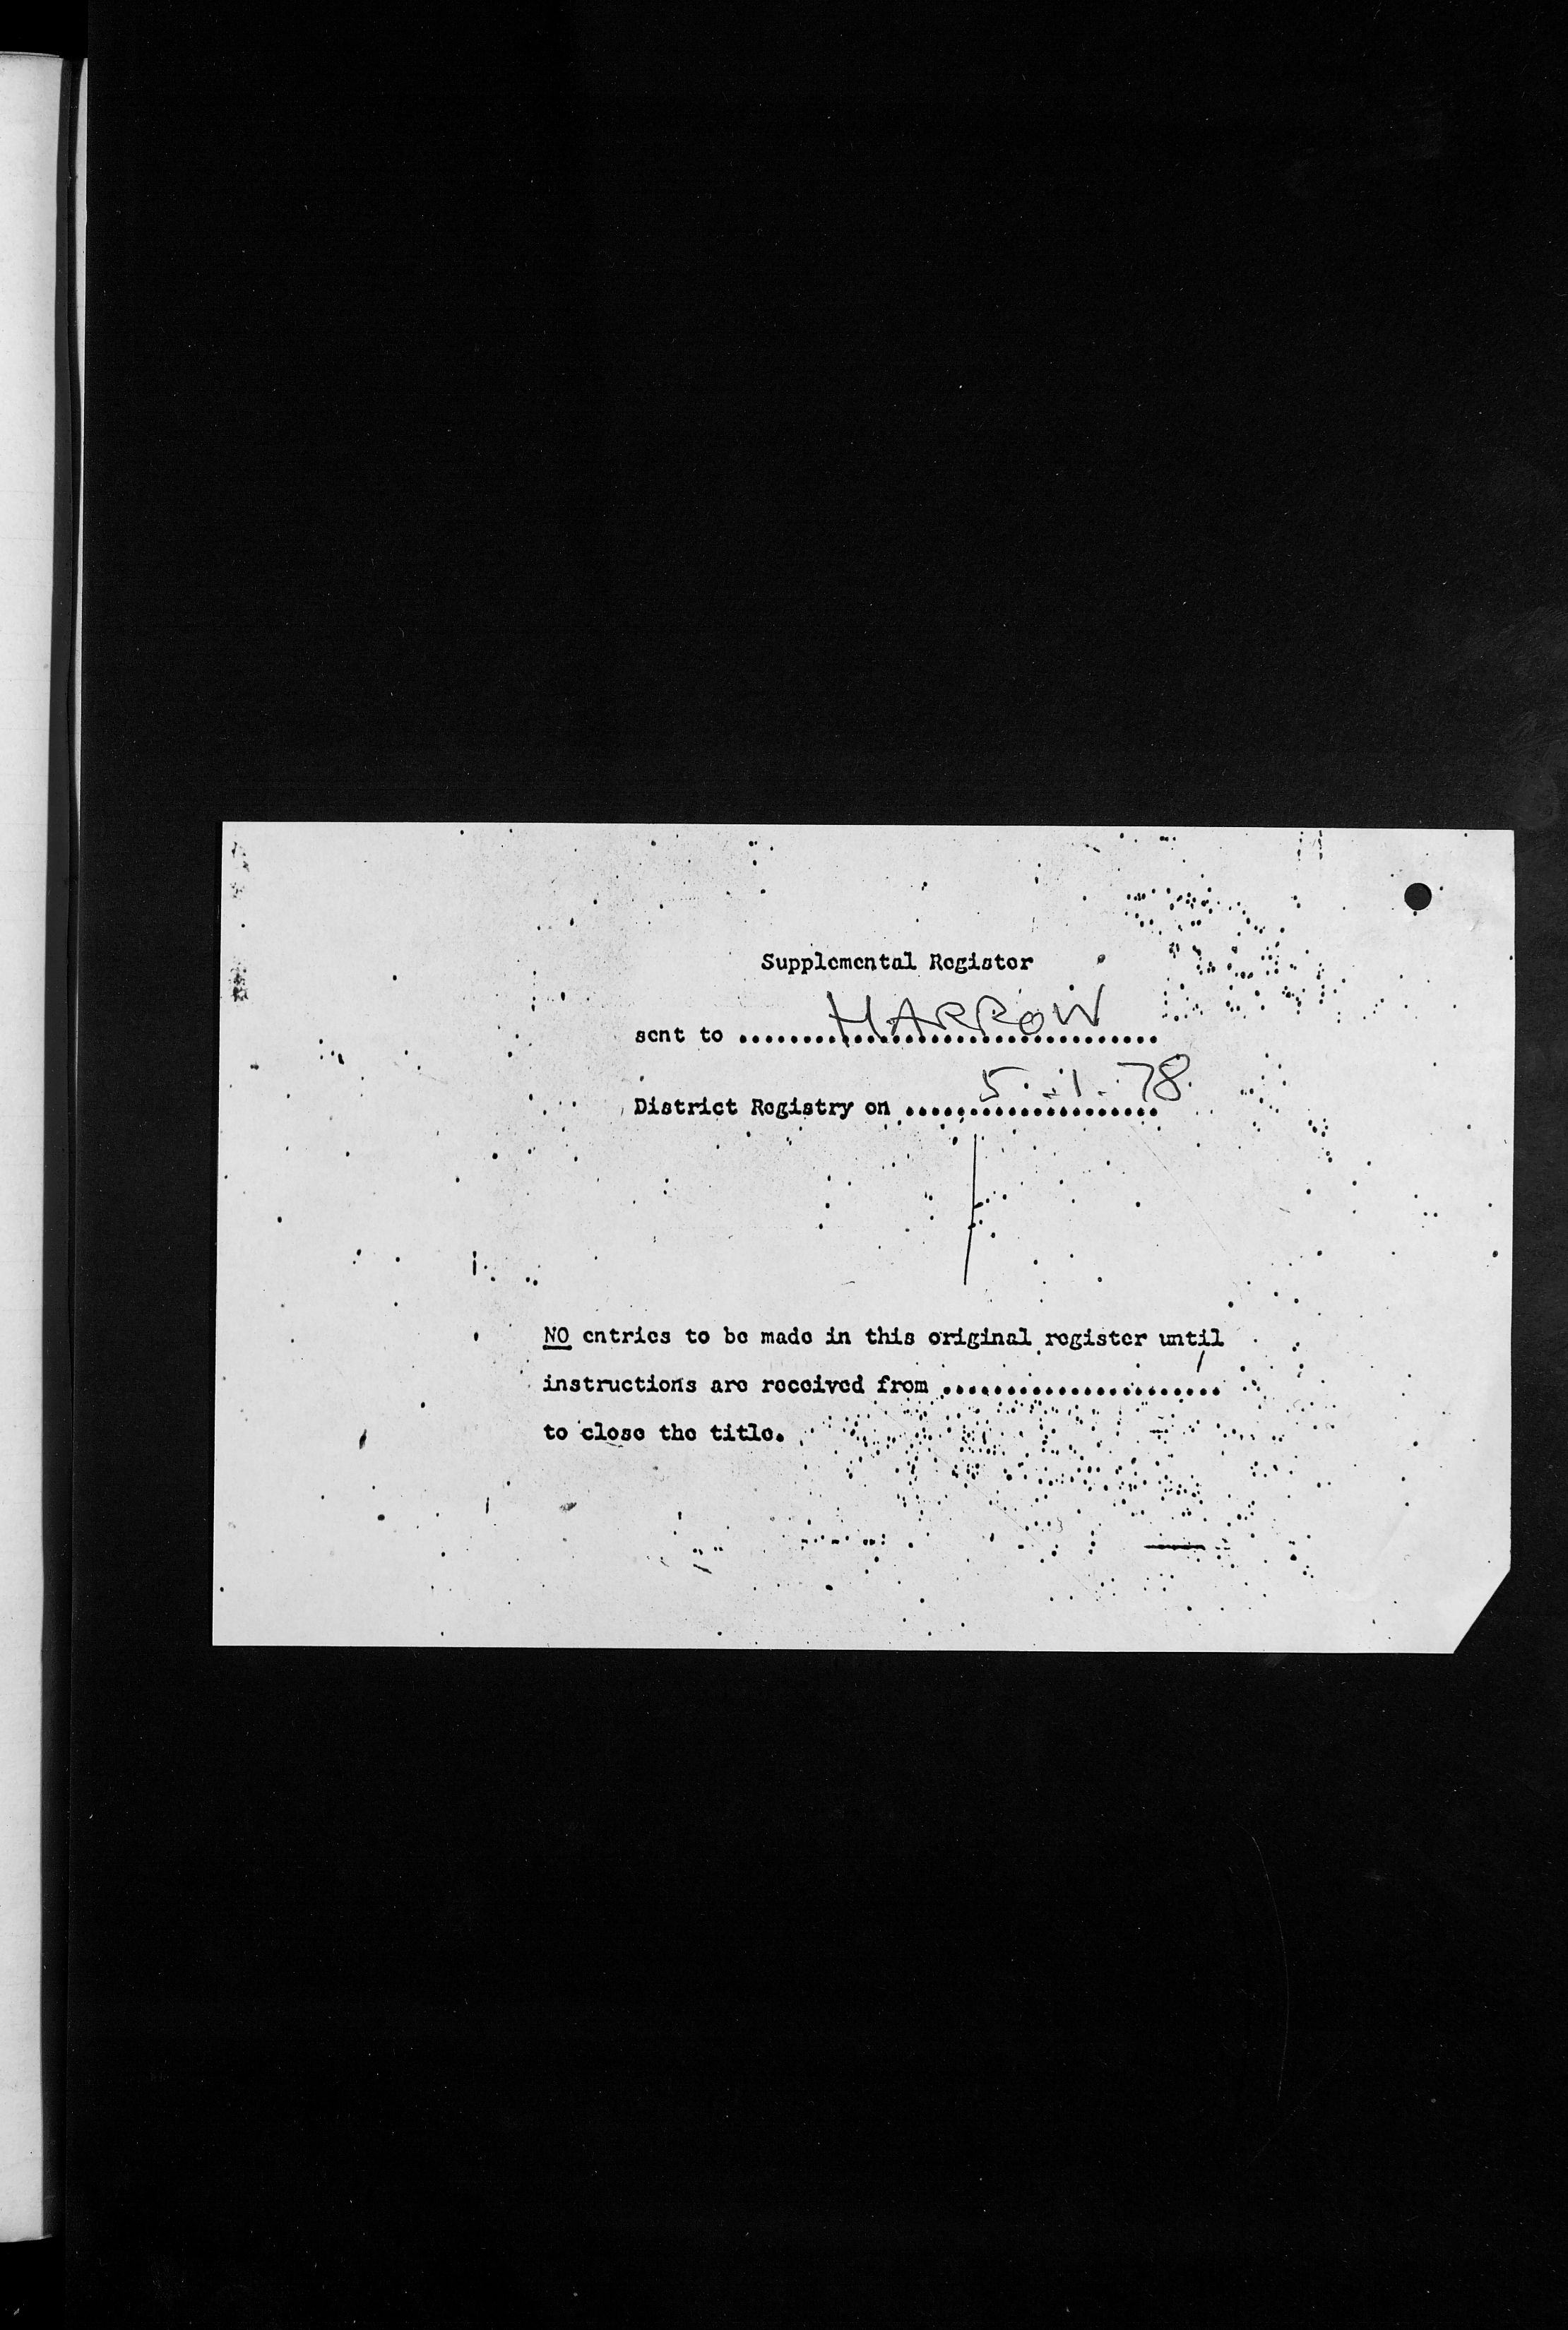 Supplemental Register
sent to ................HARROW................
District Registry on ......5.1.78......
NO entries to be made in this original register until
instructions are received from ......................
to close the title.